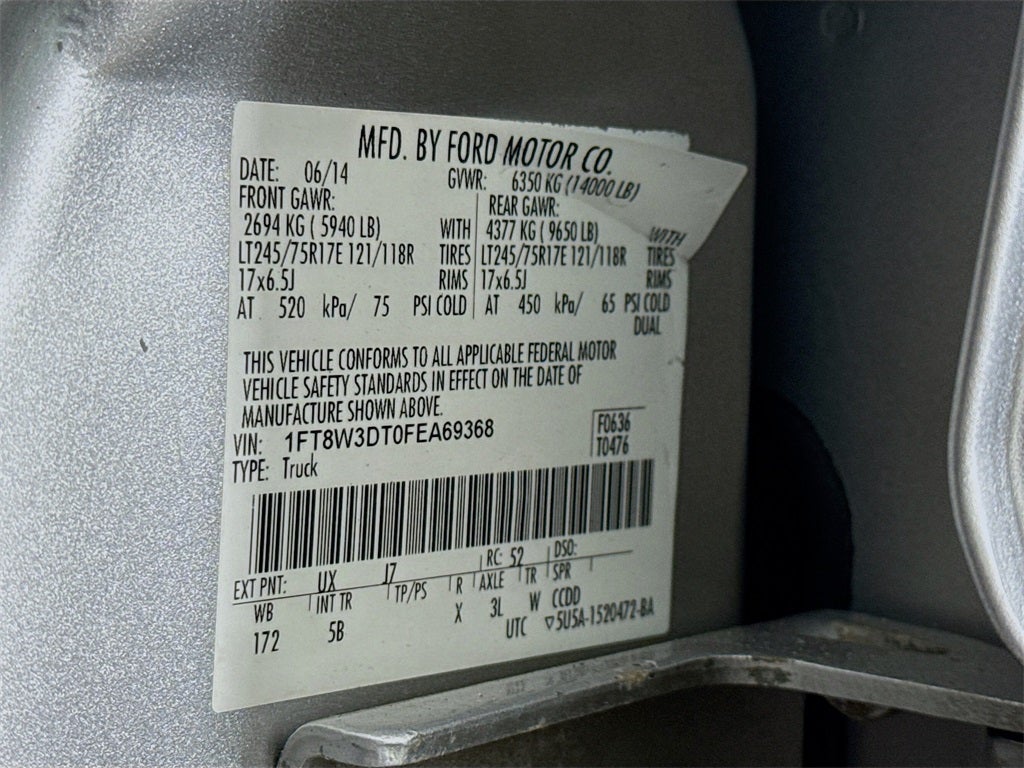 MFD. BY FORD MOTOR CO.
DATE: 06/14 GVWR: 6350 KG (14000 LB)
FRONT GAWR: REAR GAWR:
2694 KG ( 5940 LB) WITH 4377 KG ( 9650 LB) WITH
LT245/75R17E 121/118R TIRES LT245/75R17E 121/118R TIRES
17x6.5J RIMS 17x6.5J RIMS
AT 520 kPa/ 75 PSI COLD AT 450 kPa/ 65 PSI COLD
DUAL
THIS VEHICLE CONFORMS TO ALL APPLICABLE FEDERAL MOTOR
VEHICLE SAFETY STANDARDS IN EFFECT ON THE DATE OF
MANUFACTURE SHOWN ABOVE.
VIN: 1FT8W3DT0FEA69368 F0636
TYPE: Truck T0476
EXT PNT: UX J7 RC: 52 DSO:
WB INT TR TP/PS R AXLE TR SPR
172 5B X 3L W CCDD
UTC ▽5U5A-1520472-BA